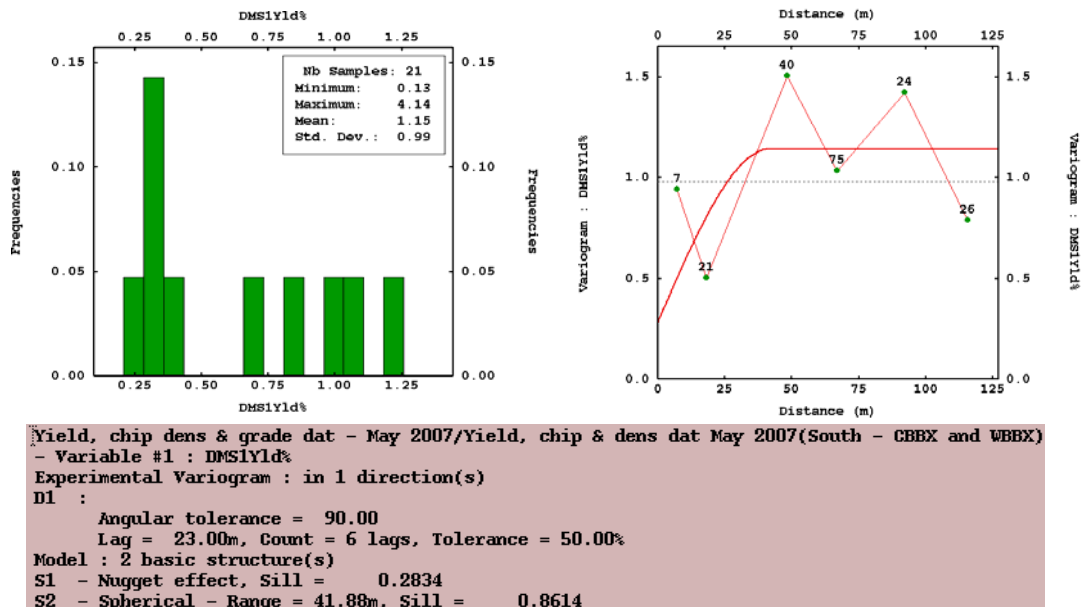 DMS1Yld%
0.25 0.50 0.75 1.00 1.25
0.15 0.15
Nb Samples: 21
Minimum: 0.13
Maximum: 4.14
Mean: 1.15
Std. Dev.: 0.99
0.10 0.10
Frequencies
Frequencies
0.05 0.05
0.00 0.00
0.25 0.50 0.75 1.00 1.25
DMS1Yld%
Distance (m)
0 25 50 75 100 125
1.5 1.5
40
24
75
1.0 1.0
7
26
21
0.5 0.5
Variogram : DMS1Yld%
Variogram : DMS1Yld%
0.0 0.0
0 25 50 75 100 125
Distance (m)
Yield, chip dens & grade dat - May 2007/Yield, chip & dens dat May 2007(South - CBBX and WBBX)
- Variable #1 : DMS1Yld%
Experimental Variogram : in 1 direction(s)
D1 :
Angular tolerance = 90.00
Lag = 23.00m, Count = 6 lags, Tolerance = 50.00%
Model : 2 basic structure(s)
S1 - Nugget effect, Sill = 0.2834
S2 - Spherical - Range = 41.88m, Sill = 0.8614